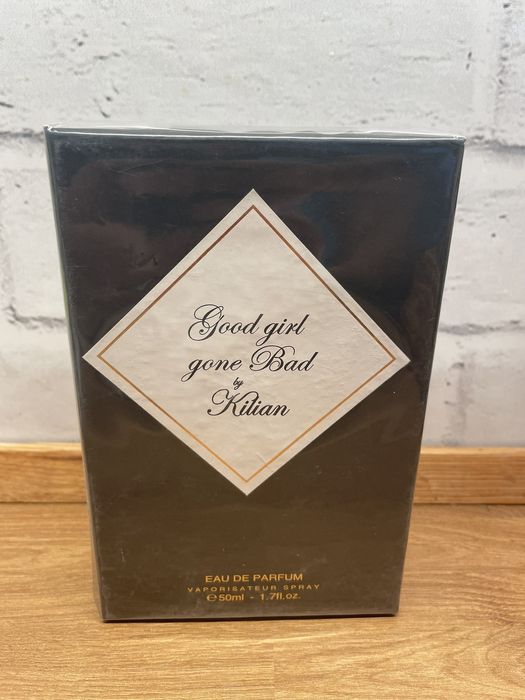 Good girl
gone Bad
by
Kilian
EAU DE PARFUM
VAPORISATEUR SPRAY
℮50ml - 1.7fl.oz.